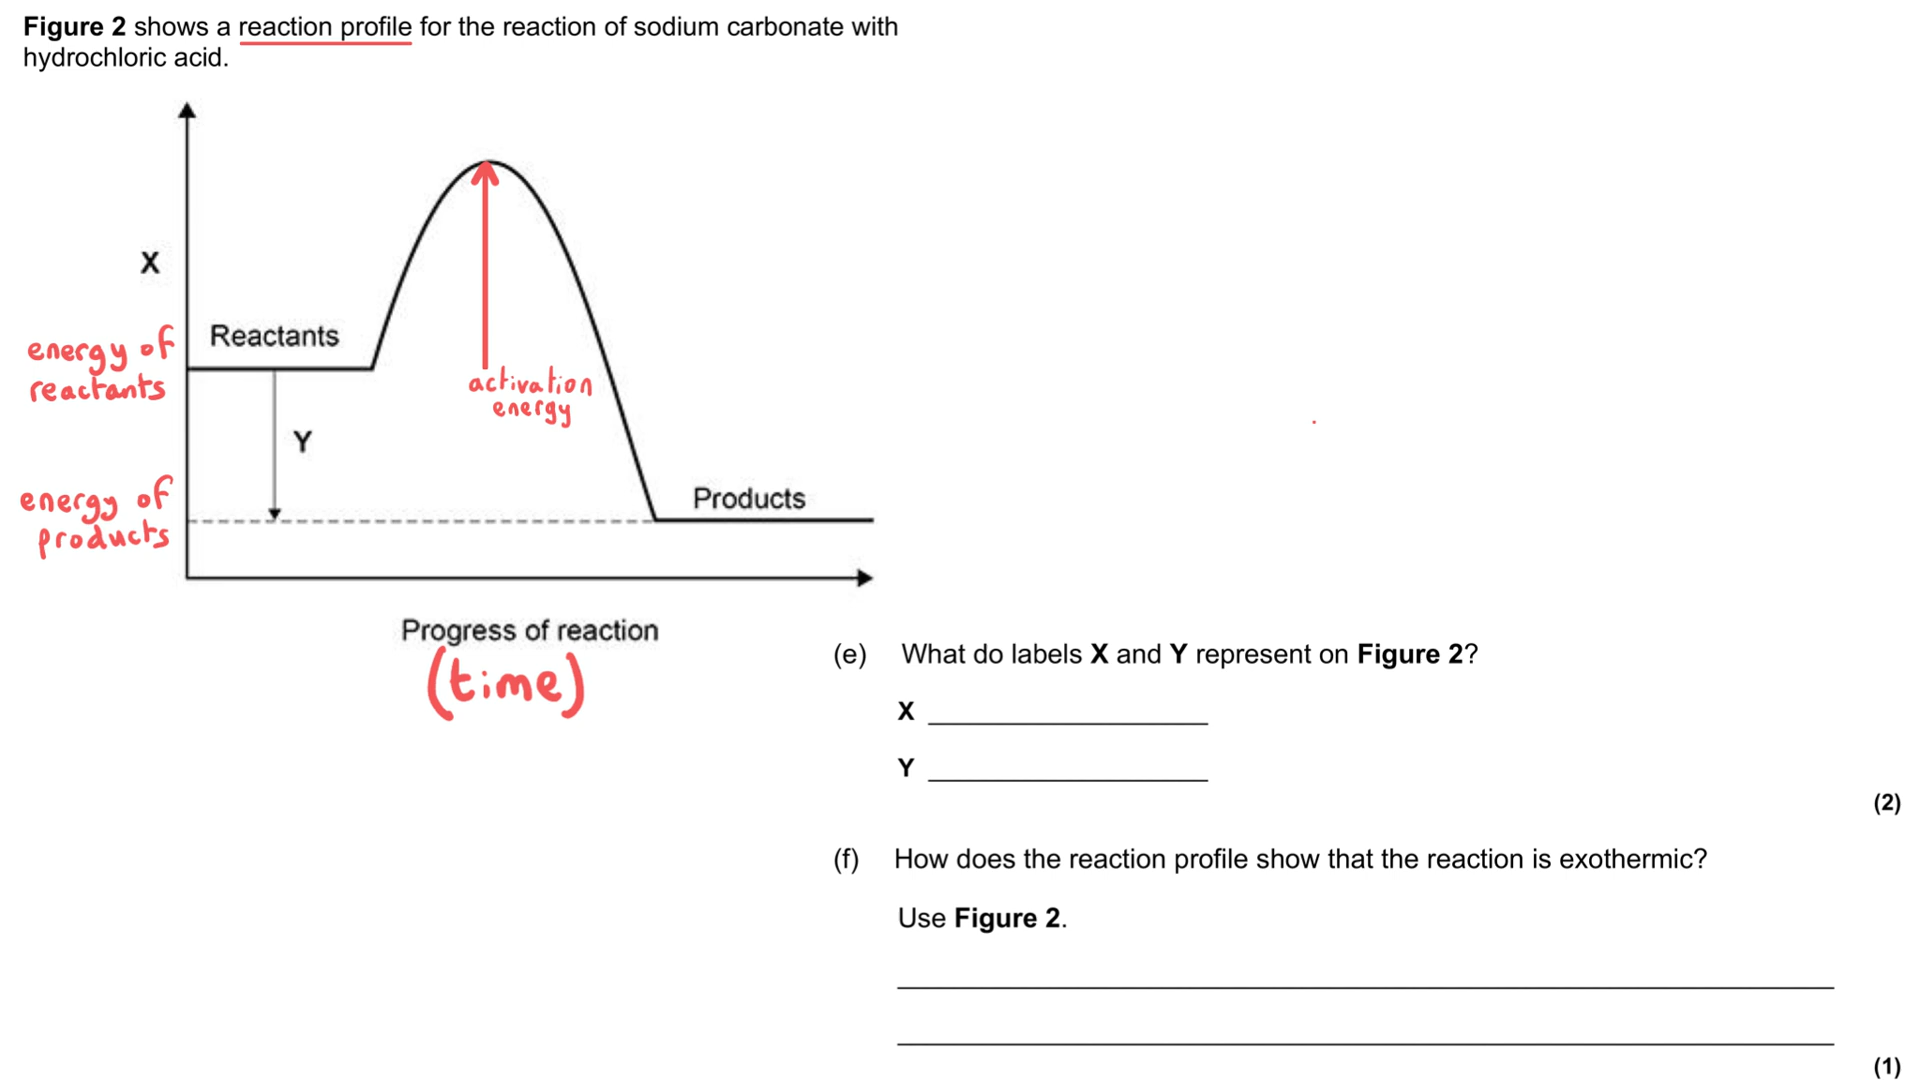 Figure 2 shows a reaction profile for the reaction of sodium carbonate with
hydrochloric acid.
X
Reactants
energy of
reactants
activation
energy
Y
energy of
products
Products
Progress of reaction
(time)
(e) What do labels X and Y represent on Figure 2?
X
Y
(2)
(f) How does the reaction profile show that the reaction is exothermic?
Use Figure 2.
(1)